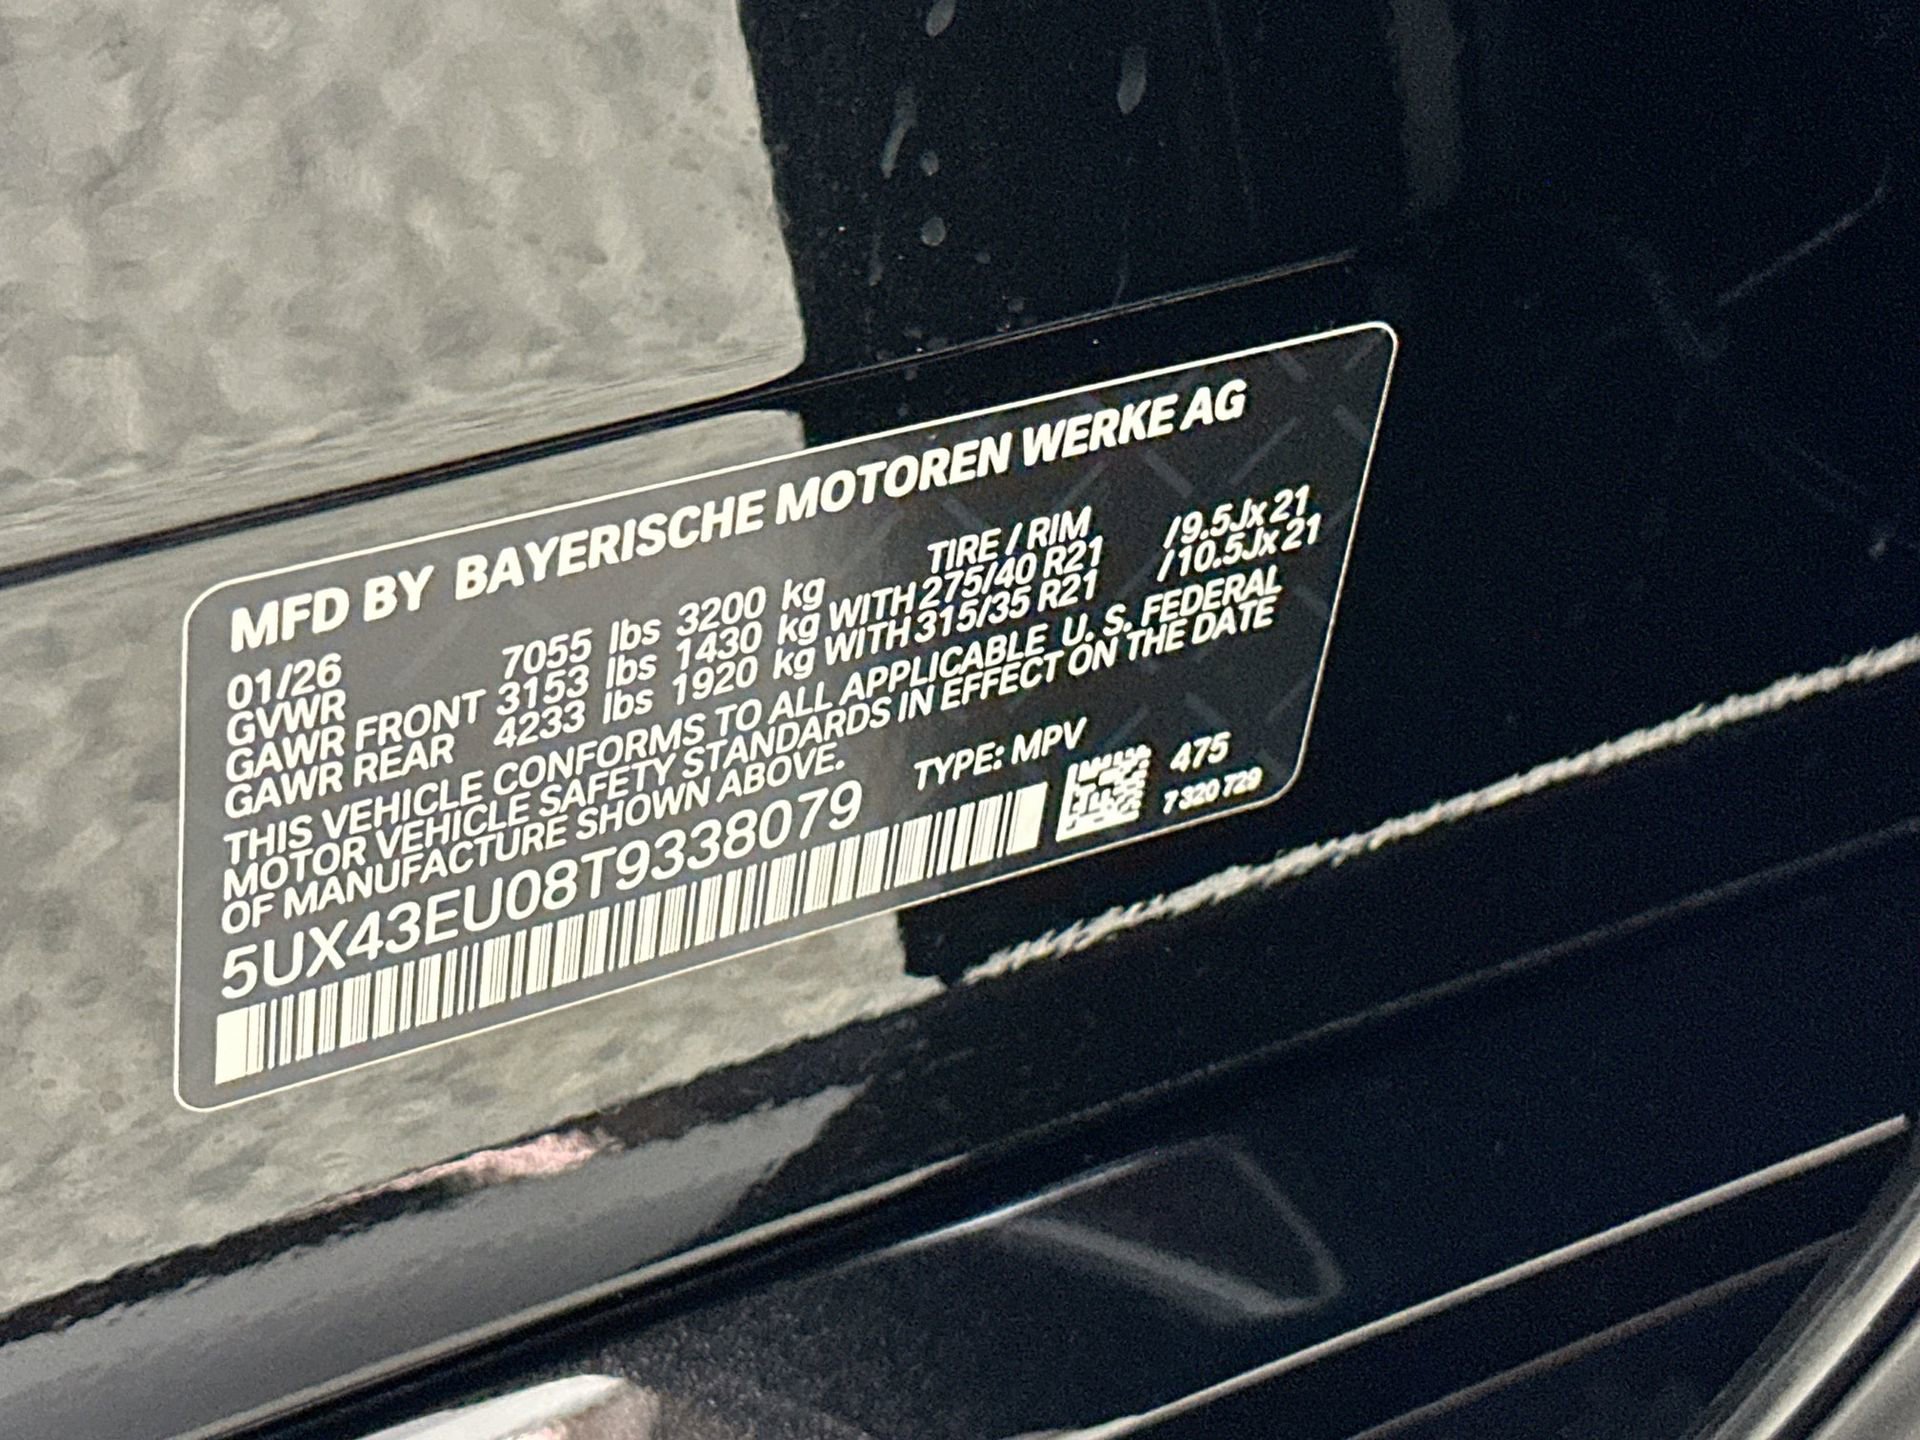 MFD BY BAYERISCHE MOTOREN WERKE AG
01/26 TIRE / RIM
GVWR 7055 lbs 3200 kg
GAWR FRONT 3153 lbs 1430 kg WITH 275/40 R21 /9.5Jx21
GAWR REAR 4233 lbs 1920 kg WITH 315/35 R21 /10.5Jx21
THIS VEHICLE CONFORMS TO ALL APPLICABLE U. S. FEDERAL
MOTOR VEHICLE SAFETY STANDARDS IN EFFECT ON THE DATE
OF MANUFACTURE SHOWN ABOVE.
TYPE: MPV
5UX43EU08T9338079
475
7 320 729